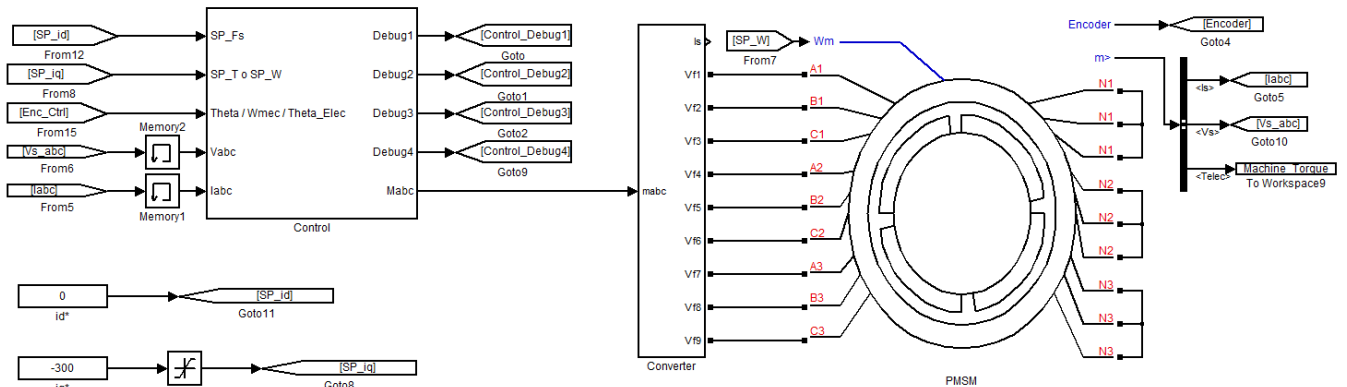 [SP_id]
From12
[SP_iq]
From8
[Enc_Ctrl]
From15
Memory2
[Vs_abc]
From6
[Iabc]
From5
Memory1
SP_Fs
SP_T o SP_W
Theta / Wmec / Theta_Elec
Vabc
Iabc
Debug1
Debug2
Debug3
Debug4
Mabc
Control
[Control_Debug1]
Goto
[Control_Debug2]
Goto1
[Control_Debug3]
Goto2
[Control_Debug4]
Goto9
0
id*
[SP_id]
Goto11
-300
iq*
[SP_iq]
Goto8
mabc
Is
Vf1
Vf2
Vf3
Vf4
Vf5
Vf6
Vf7
Vf8
Vf9
Converter
[SP_W]
From7
Wm
A1
B1
C1
A2
B2
C2
A3
B3
C3
PMSM
N1
N1
N1
N2
N2
N2
N3
N3
N3
Encoder
[Encoder]
Goto4
m>
<Is>
[Iabc]
Goto5
<Vs>
[Vs_abc]
Goto10
<Telec>
Machine_Torque
To Workspace9